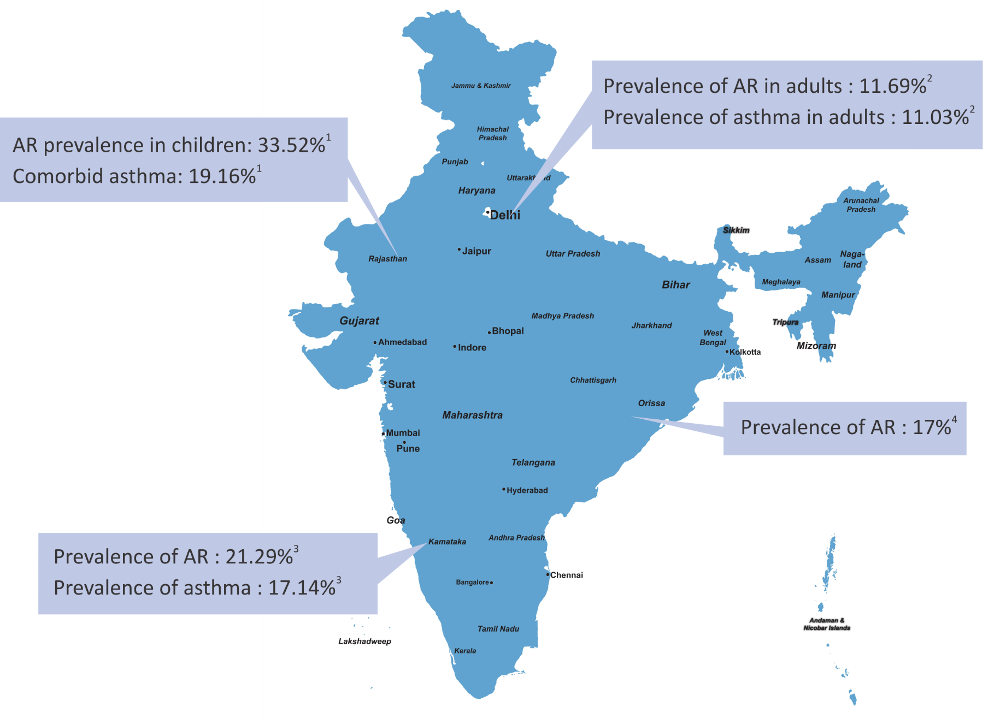 Jammu & Kashmir
Prevalence of AR in adults : 11.69%2
Prevalence of asthma in adults : 11.03%2
AR prevalence in children: 33.52%1
Comorbid asthma: 19.16%1
Himachal
Pradesh
Punjab
Uttarakhand
Haryana
Delhi
Arunachal
Pradesh
Sikkim
Jaipur
Uttar Pradesh
Rajasthan
Assam
Naga-
land
Meghalaya
Bihar
Manipur
Gujarat
Madhya Pradesh
Jharkhand
Tripura
Bhopal
West
Bengal
Ahmedabad
Indore
Mizoram
Kolkotta
Surat
Chhattisgarh
Orissa
Maharashtra
Prevalence of AR : 17%4
Mumbai
Pune
Telangana
Hyderabad
Goa
Kamataka
Andhra Pradesh
Prevalence of AR : 21.29%3
Prevalence of asthma : 17.14%3
Chennai
Bangalore
Andaman &
Nicobar Islands
Tamil Nadu
Lakshadweep
Kerala